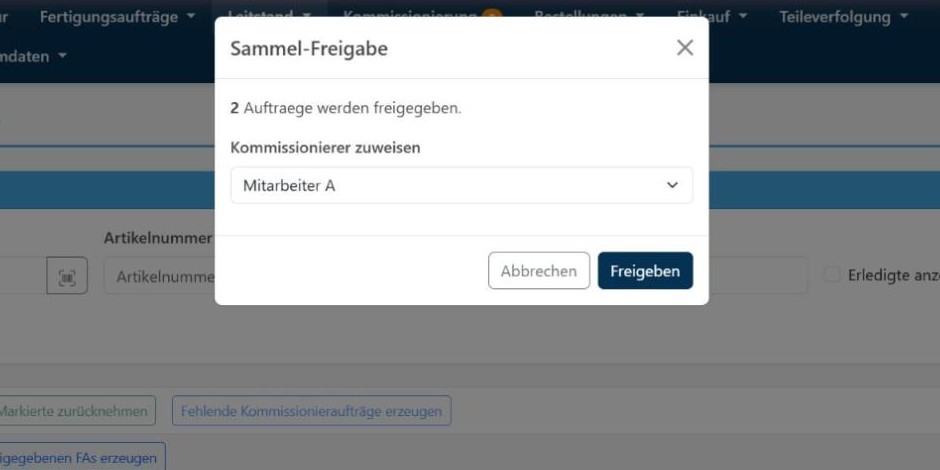 Fertigungsaufträge
Leitstand
Kommissionierung
Bestellungen
Einkauf
Teileverfolgung
Sammel-Freigabe
2 Auftraege werden freigegeben.
Kommissionierer zuweisen
Mitarbeiter A
Abbrechen Freigeben
Artikelnummer
Artikelnumme
Erledigte anz
Markierte zurücknehmen
Fehlende Kommissionieraufträge erzeugen
igegebenen FAs erzeugen